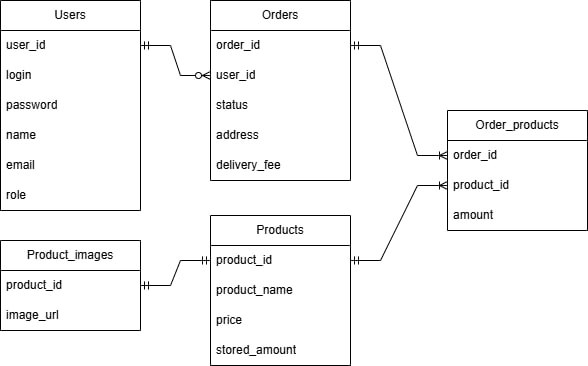 Users
user_id
login
password
name
email
role
Orders
order_id
user_id
status
address
delivery_fee
Order_products
order_id
product_id
amount
Product_images
product_id
image_url
Products
product_id
product_name
price
stored_amount